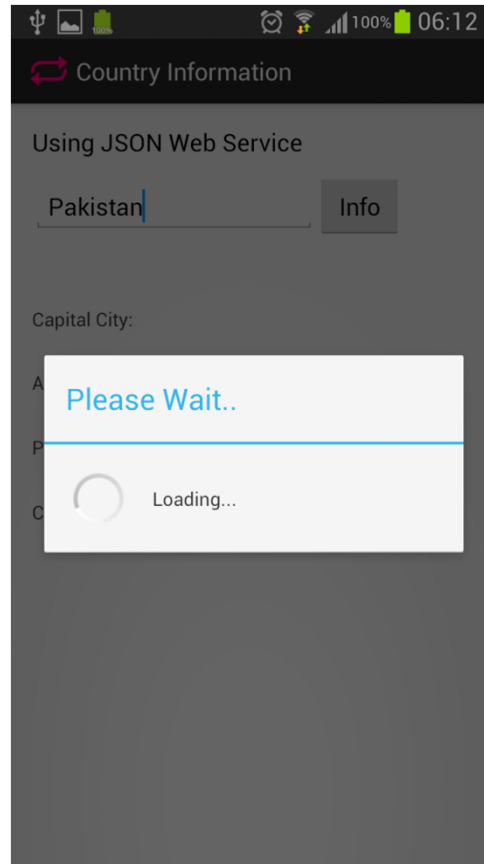 100% 100% 06:12
Country Information
Using JSON Web Service
Pakistan Info
Capital City:
A
Please Wait..
P
Loading...
C